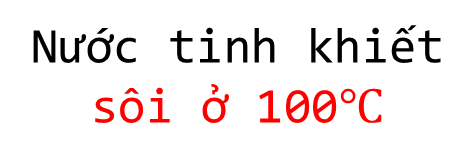 Nước tinh khiết
sôi ở 100℃